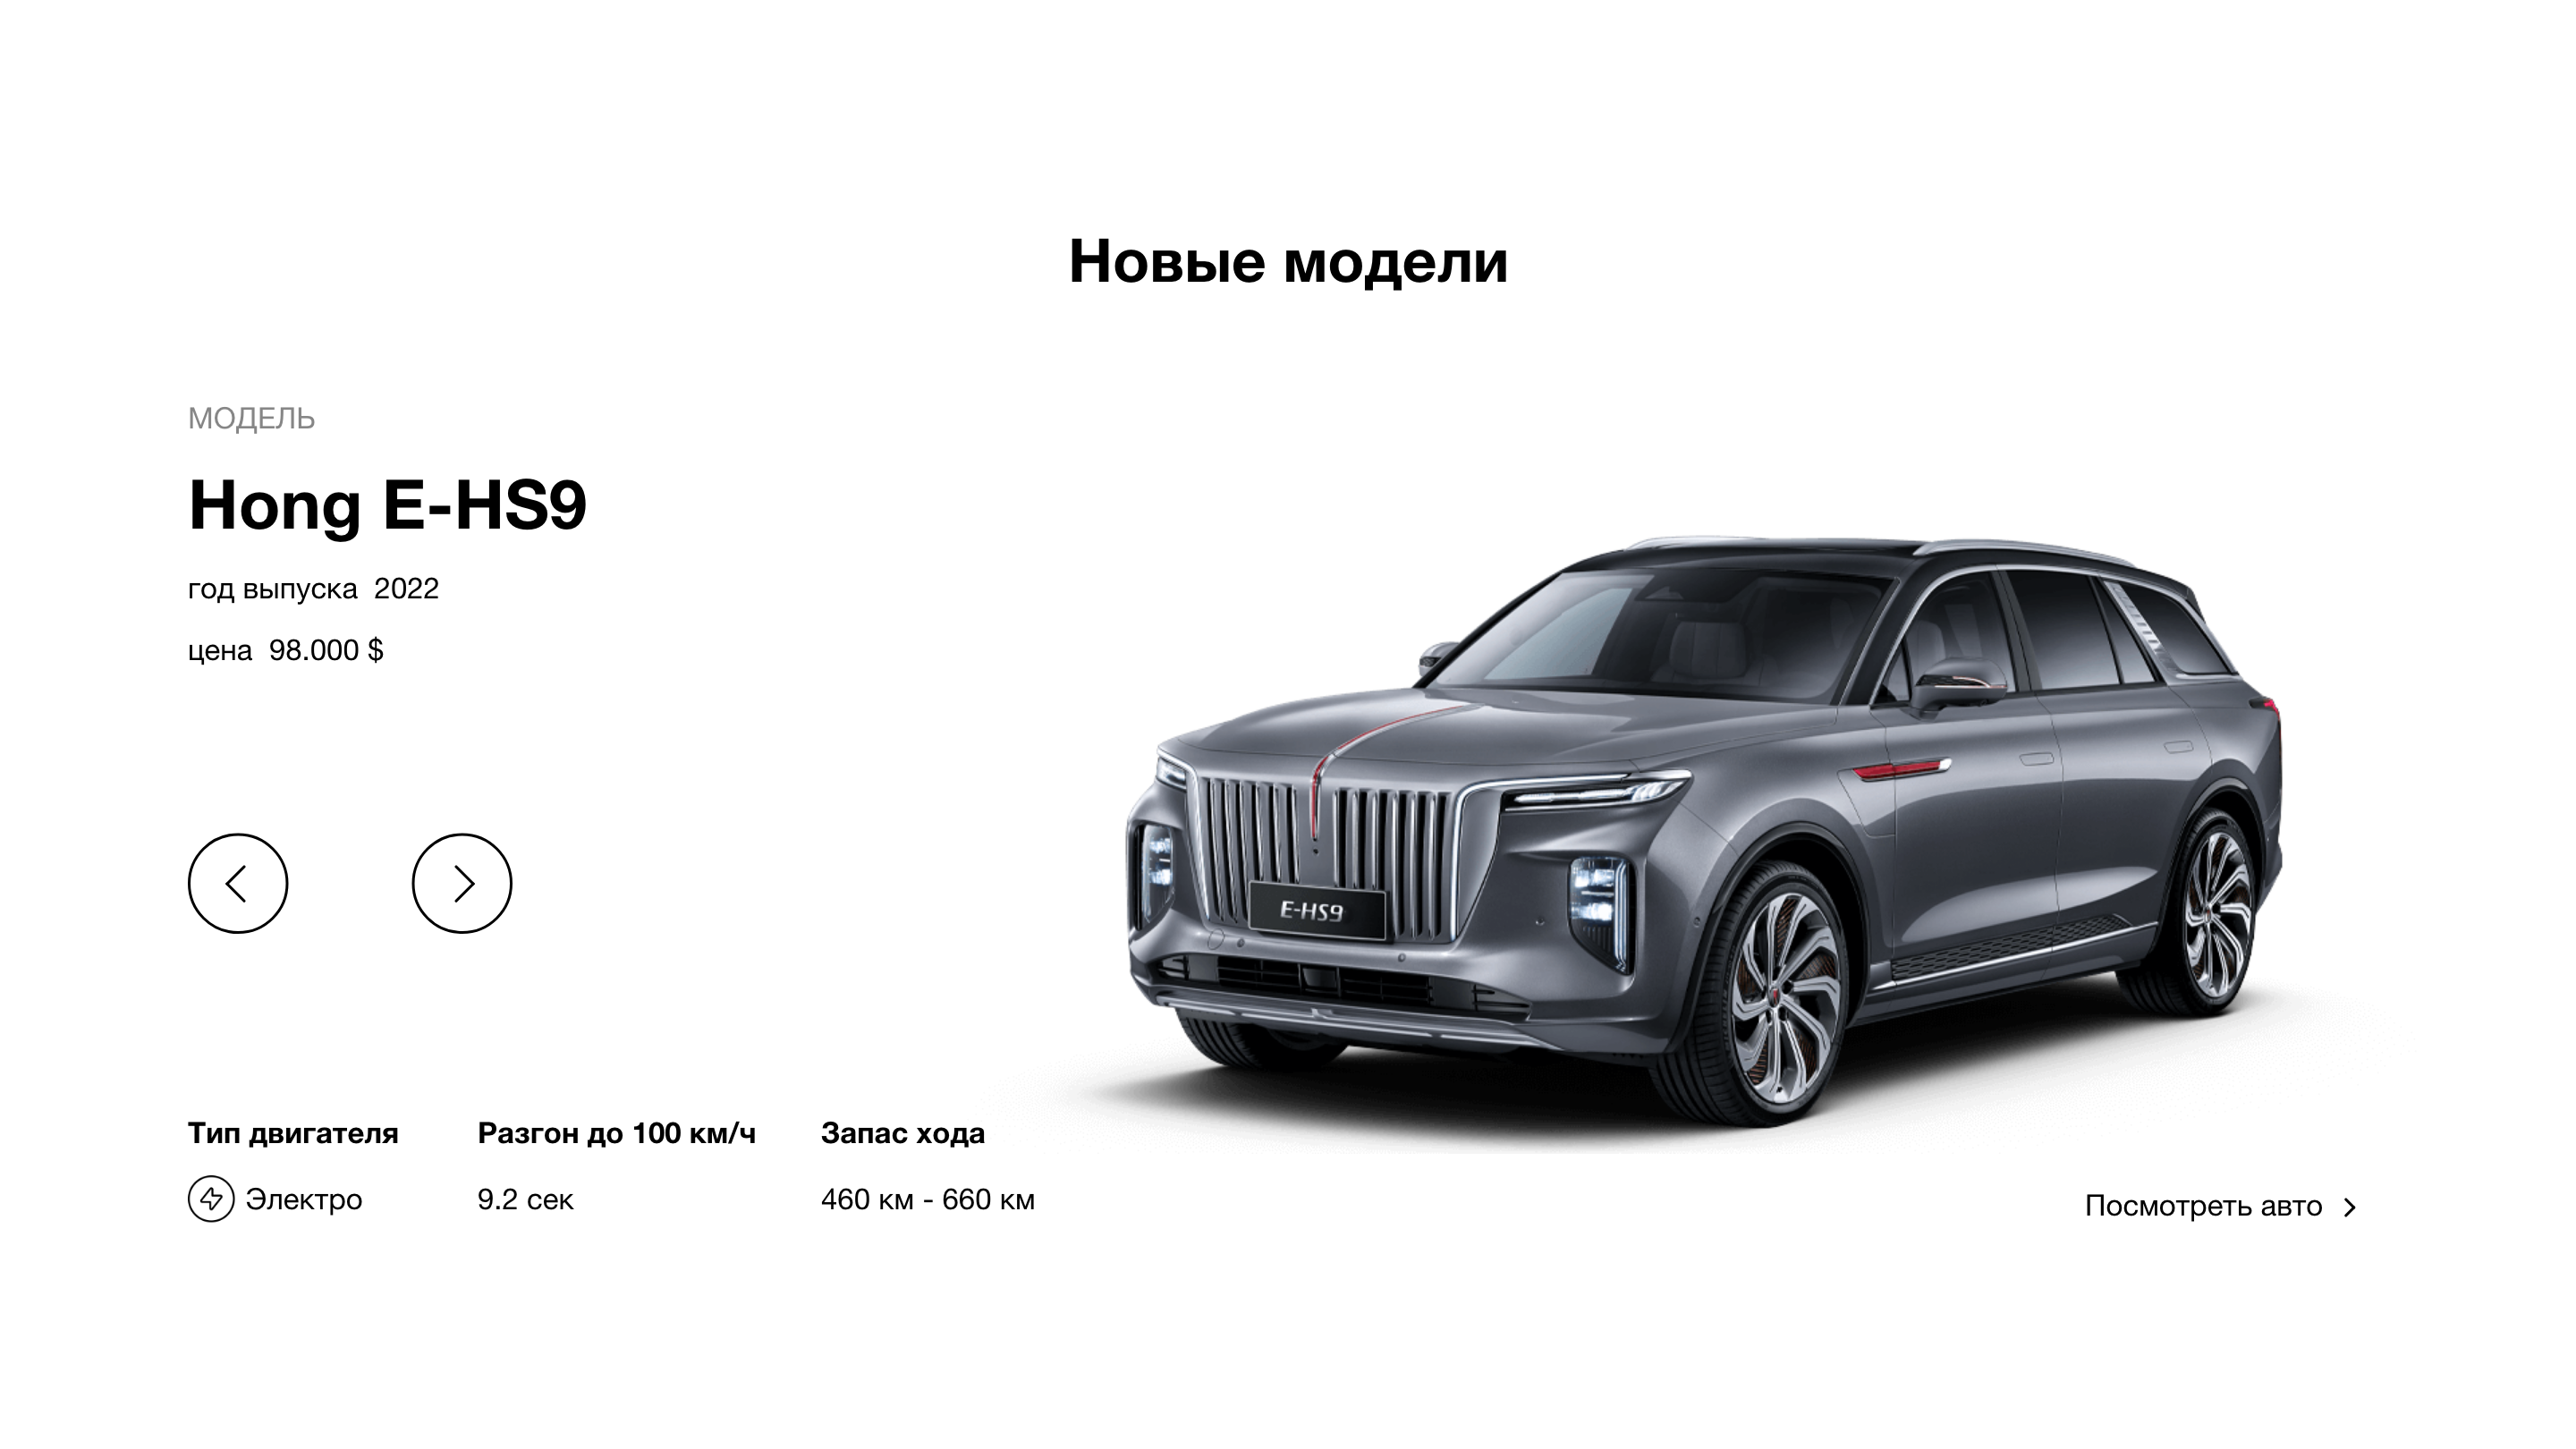 Новые модели
МОДЕЛЬ
Hong E-HS9
год выпуска 2022
цена 98.000 $
E-HS9
Тип двигателя
Электро
Разгон до 100 км/ч
9.2 сек
Запас хода
460 км - 660 км
Посмотреть авто